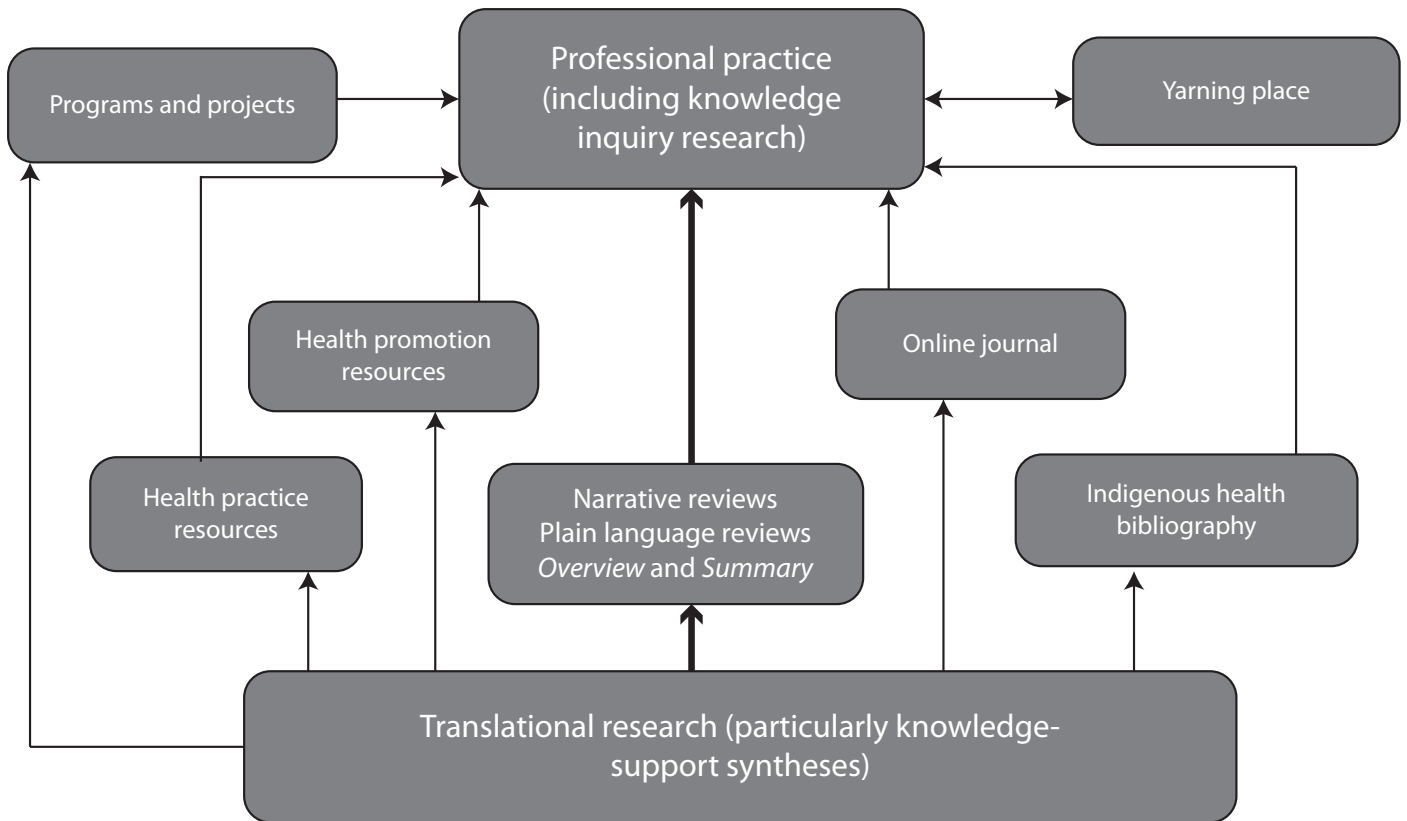 Professional practice
(including knowledge
inquiry research)
Programs and projects
Yarning place
Health promotion
resources
Online journal
Health practice
resources
Narrative reviews
Plain language reviews
Overview and Summary
Indigenous health
bibliography
Translational research (particularly knowledge-
support syntheses)